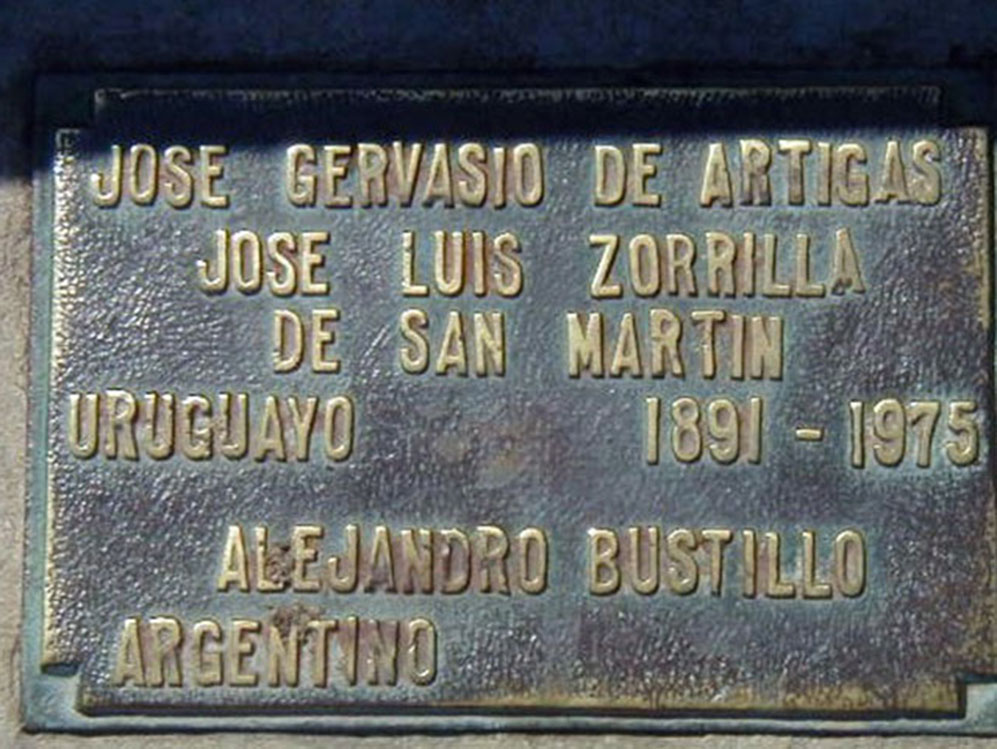 JOSE GERVASIO DE ARTIGAS
JOSE LUIS ZORRILLA
DE SAN MARTIN
URUGUAYO 1891 - 1975
ALEJANDRO BUSTILLO
ARGENTINO